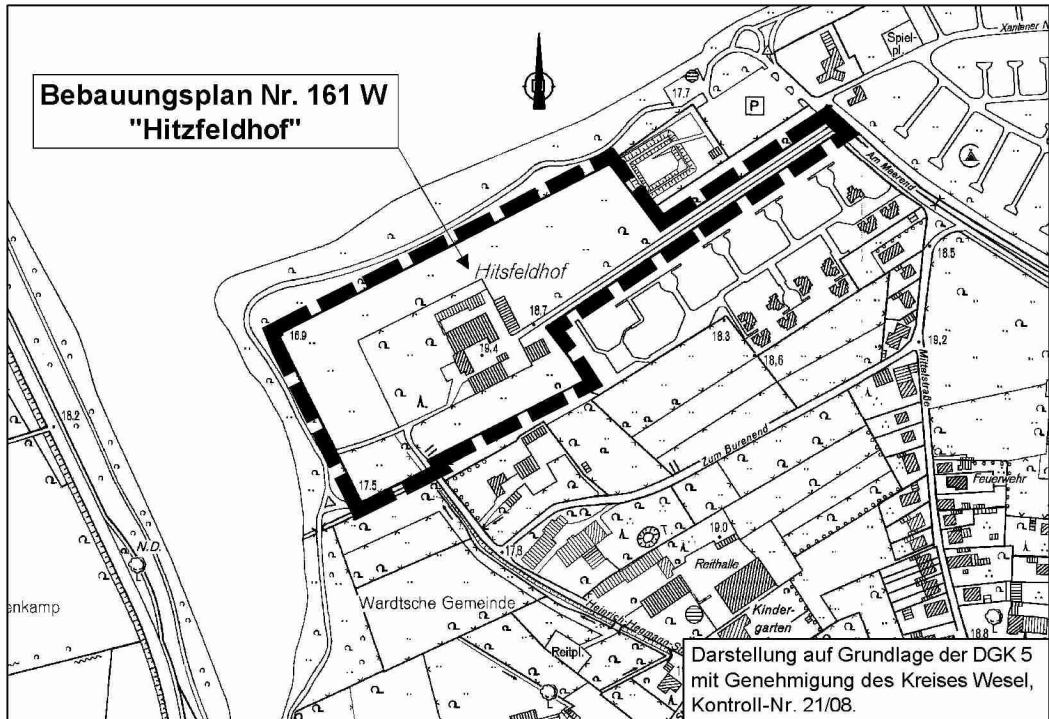 Bebauungsplan Nr. 161 W
"Hitzfeldhof"
Spiel-
pl.
Xantener N
17.7
P
Am Meerend
Hitsfeldhof
18.7
18.5
16.9
19.4
18.3
18.6
19.2
Mittelstraße
18.2
Zum Burenend
17.5
Feuerwehr
N.D.
T
19.0
17.8
Reithalle
enkamp
Wardtsche Gemeinde
Kinder-
garten
Reitpl.
18.8
Darstellung auf Grundlage der DGK 5
mit Genehmigung des Kreises Wesel,
Kontroll-Nr. 21/08.